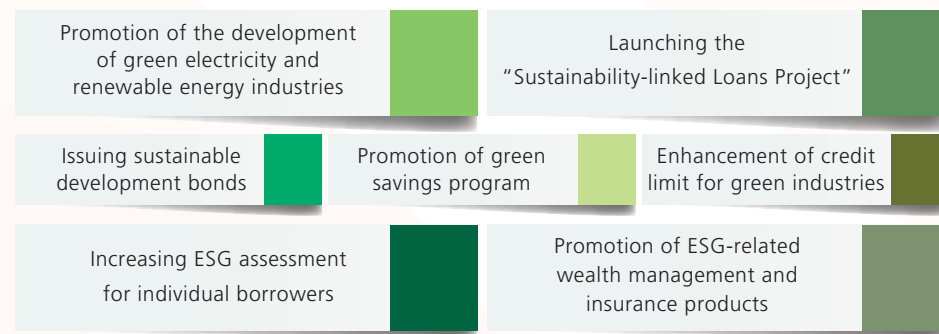 Promotion of the development
of green electricity and
renewable energy industries
Launching the
“Sustainability-linked Loans Project”
Issuing sustainable
development bonds
Promotion of green
savings program
Enhancement of credit
limit for green industries
Increasing ESG assessment
for individual borrowers
Promotion of ESG-related
wealth management and
insurance products